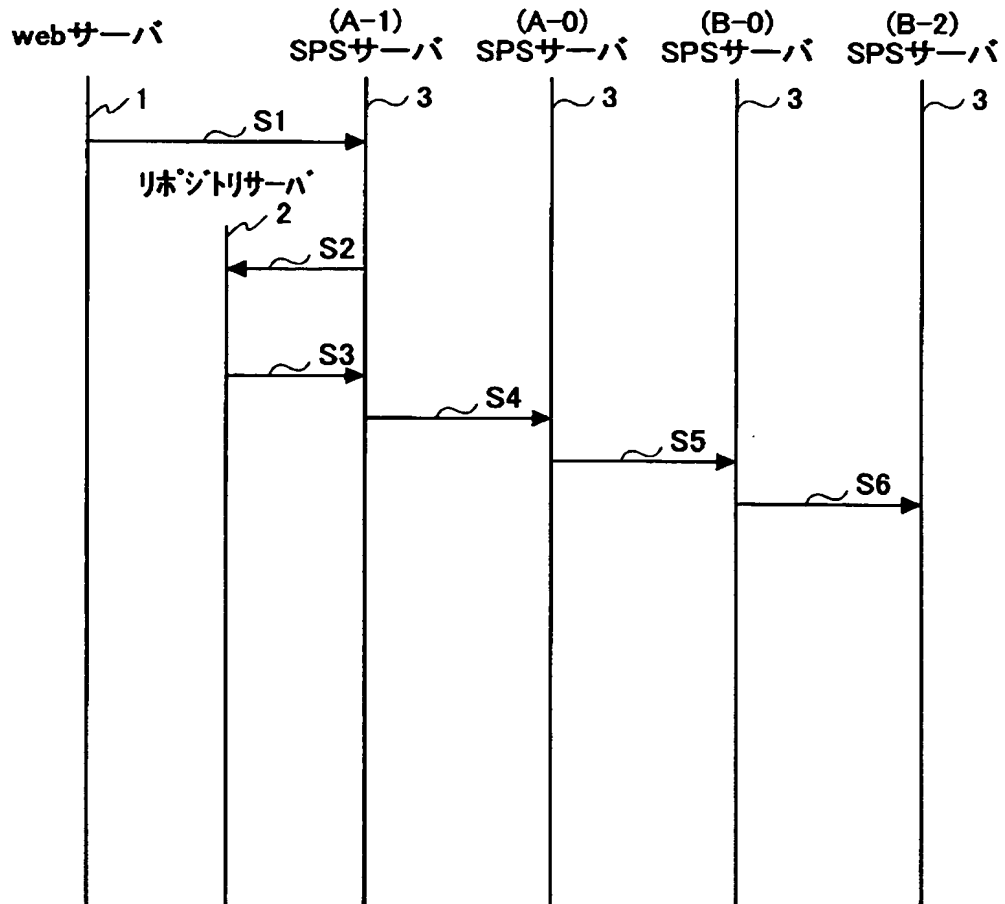 webサーバ
(A-1)
SPSサーバ
(A-0)
SPSサーバ
(B-0)
SPSサーバ
(B-2)
SPSサーバ
1
3
3
3
3
S1
リポジトリサーバ
2
S2
S3
S4
S5
S6